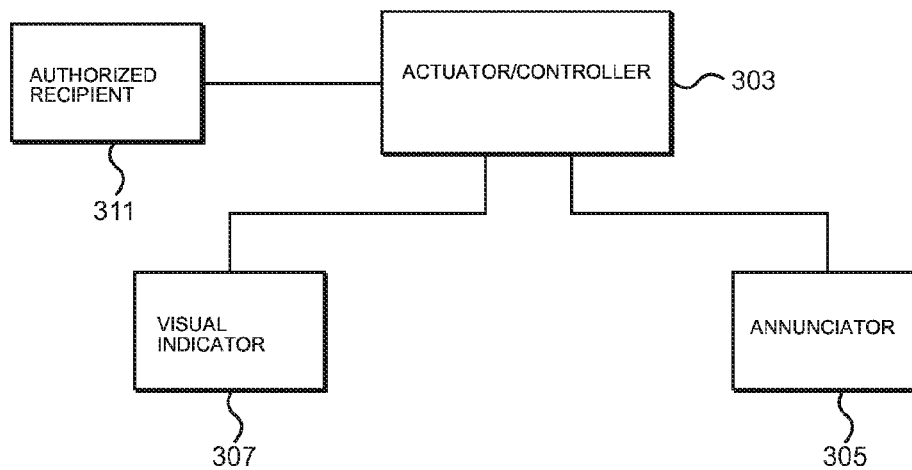 AUTHORIZED
RECIPIENT
ACTUATOR/CONTROLLER
303
311
VISUAL
INDICATOR
ANNUNCIATOR
307
305